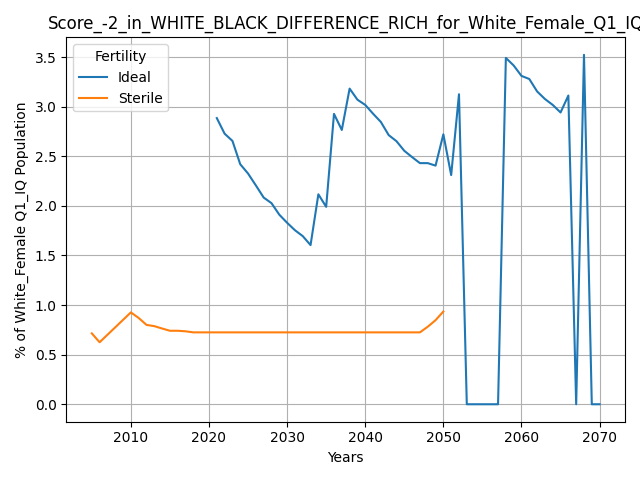 Score_-2_in_WHITE_BLACK_DIFFERENCE_RICH_for_White_Female_Q1_IQ
Fertility
Ideal
Sterile
% of White_Female Q1_IQ Population
3.5
3.0
2.5
2.0
1.5
1.0
0.5
0.0
2010 2020 2030 2040 2050 2060 2070
Years